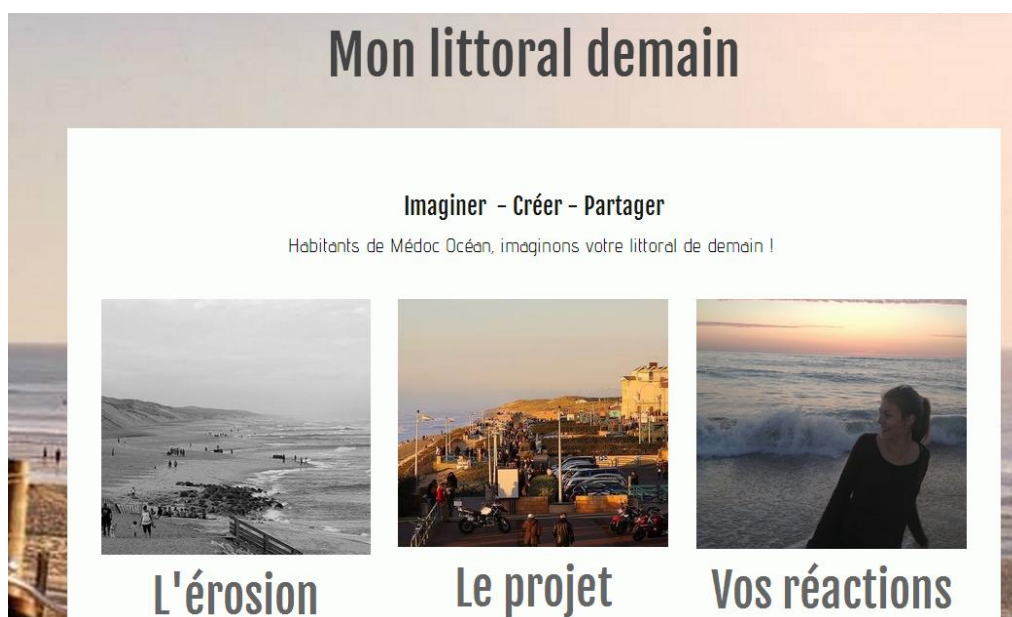 Mon littoral demain
Imaginer - Créer - Partager
Habitants de Médoc Océan, imaginons votre littoral de demain !
L'érosion
Le projet
Vos réactions